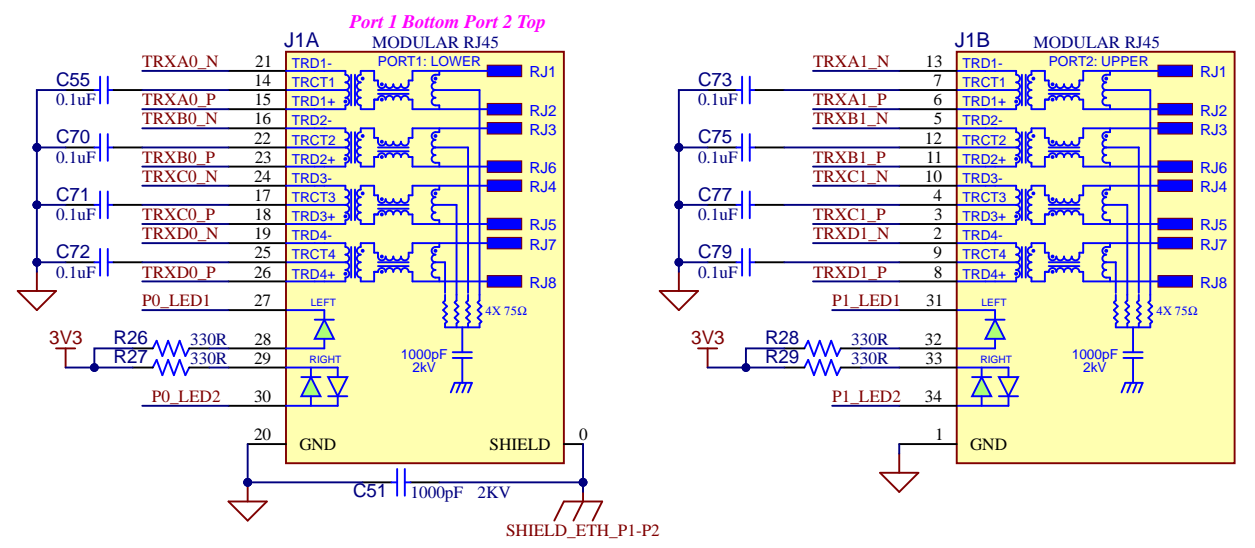 Port 1 Bottom Port 2 Top
J1A
MODULAR RJ45
PORT1: LOWER
TRXA0_N 21 TRD1- RJ1
C55 14 TRCT1
0.1uF
TRXA0_P 15 TRD1+ RJ2
TRXB0_N 16 TRD2- RJ3
C70 22 TRCT2
0.1uF
TRXB0_P 23 TRD2+ RJ6
TRXC0_N 24 TRD3- RJ4
C71 17 TRCT3
0.1uF
TRXC0_P 18 TRD3+ RJ5
TRXD0_N 19 TRD4- RJ7
C72 25 TRCT4
0.1uF
TRXD0_P 26 TRD4+ RJ8
P0_LED1 27 LEFT
4X 75Ω
3V3
R26 330R 28
R27 330R 29 RIGHT
1000pF
2kV
P0_LED2 30
20 GND SHIELD 0
C51 1000pF 2KV
SHIELD_ETH_P1-P2
J1B
MODULAR RJ45
PORT2: UPPER
TRXA1_N 13 TRD1- RJ1
C73 7 TRCT1
0.1uF
TRXA1_P 6 TRD1+ RJ2
TRXB1_N 5 TRD2- RJ3
C75 12 TRCT2
0.1uF
TRXB1_P 11 TRD2+ RJ6
TRXC1_N 10 TRD3- RJ4
C77 4 TRCT3
0.1uF
TRXC1_P 3 TRD3+ RJ5
TRXD1_N 2 TRD4- RJ7
C79 9 TRCT4
0.1uF
TRXD1_P 8 TRD4+ RJ8
P1_LED1 31 LEFT
4X 75Ω
3V3
R28 330R 32
R29 330R 33 RIGHT
1000pF
2kV
P1_LED2 34
1 GND